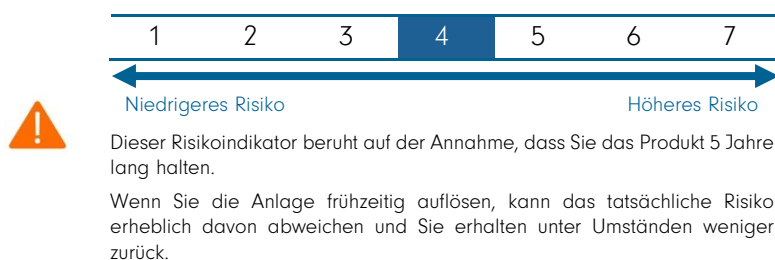 1 2 3 4 5 6 7
Niedrigeres Risiko Höheres Risiko
Dieser Risikoindikator beruht auf der Annahme, dass Sie das Produkt 5 Jahre
lang halten.
Wenn Sie die Anlage frühzeitig auflösen, kann das tatsächliche Risiko
erheblich davon abweichen und Sie erhalten unter Umständen weniger
zurück.